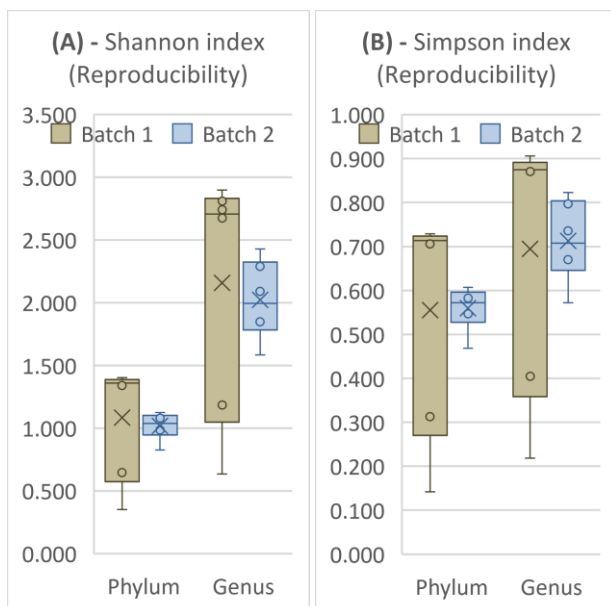 (A) - Shannon index
(Reproducibility)
3.500
Batch 1 Batch 2
3.000
2.500
2.000
1.500
1.000
0.500
0.000
Phylum Genus
(B) - Simpson index
(Reproducibility)
1.000
Batch 1 Batch 2
0.900
0.800
0.700
0.600
0.500
0.400
0.300
0.200
0.100
0.000
Phylum Genus